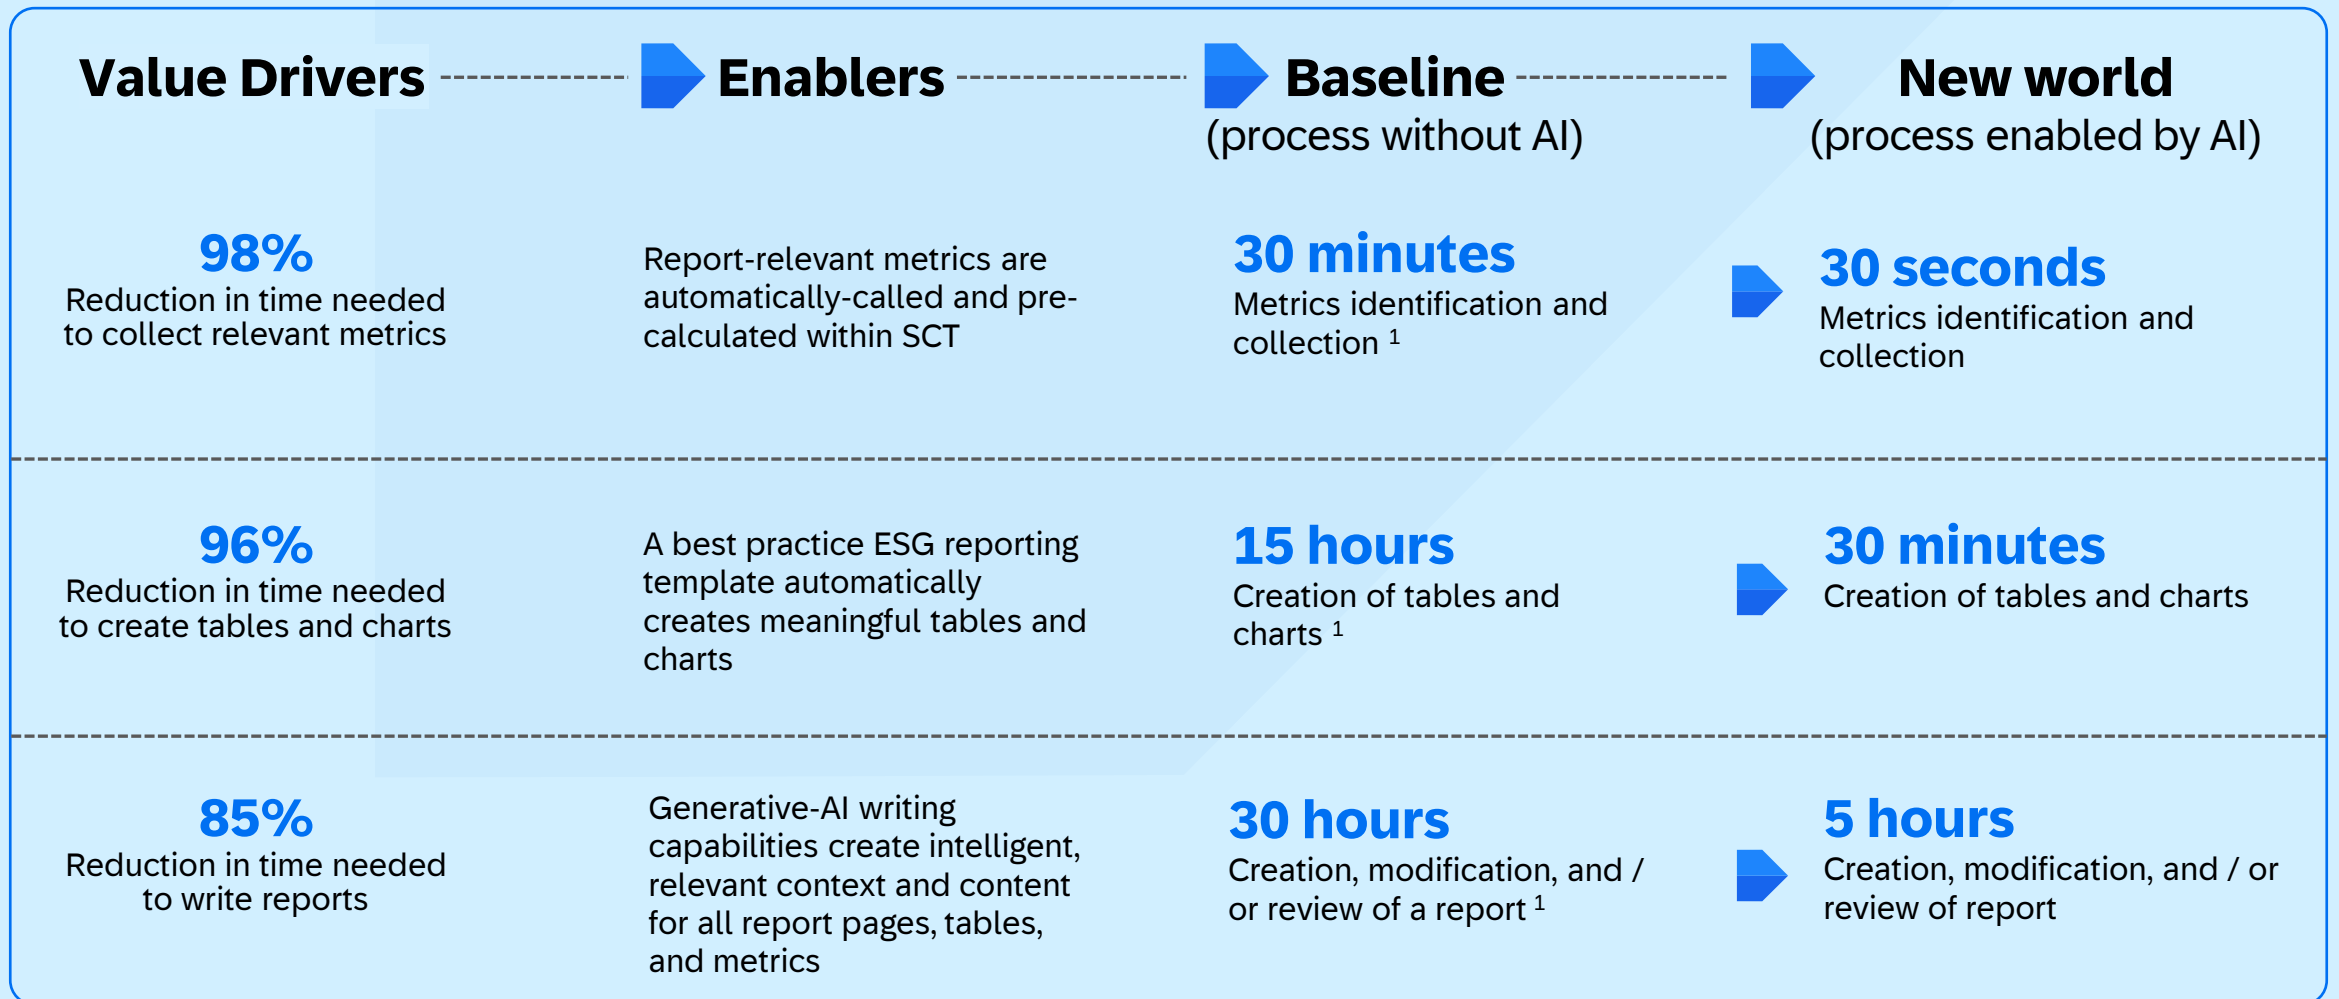 Value Drivers
Enablers
Baseline
(process without AI)
New world
(process enabled by AI)
98%
Reduction in time needed
to collect relevant metrics
Report-relevant metrics are
automatically-called and pre-
calculated within SCT
30 minutes
Metrics identification and
collection 1
30 seconds
Metrics identification and
collection
96%
Reduction in time needed
to create tables and charts
A best practice ESG reporting
template automatically
creates meaningful tables and
charts
15 hours
Creation of tables and
charts 1
30 minutes
Creation of tables and charts
85%
Reduction in time needed
to write reports
Generative-AI writing
capabilities create intelligent,
relevant context and content
for all report pages, tables,
and metrics
30 hours
Creation, modification, and /
or review of a report 1
5 hours
Creation, modification, and / or
review of report